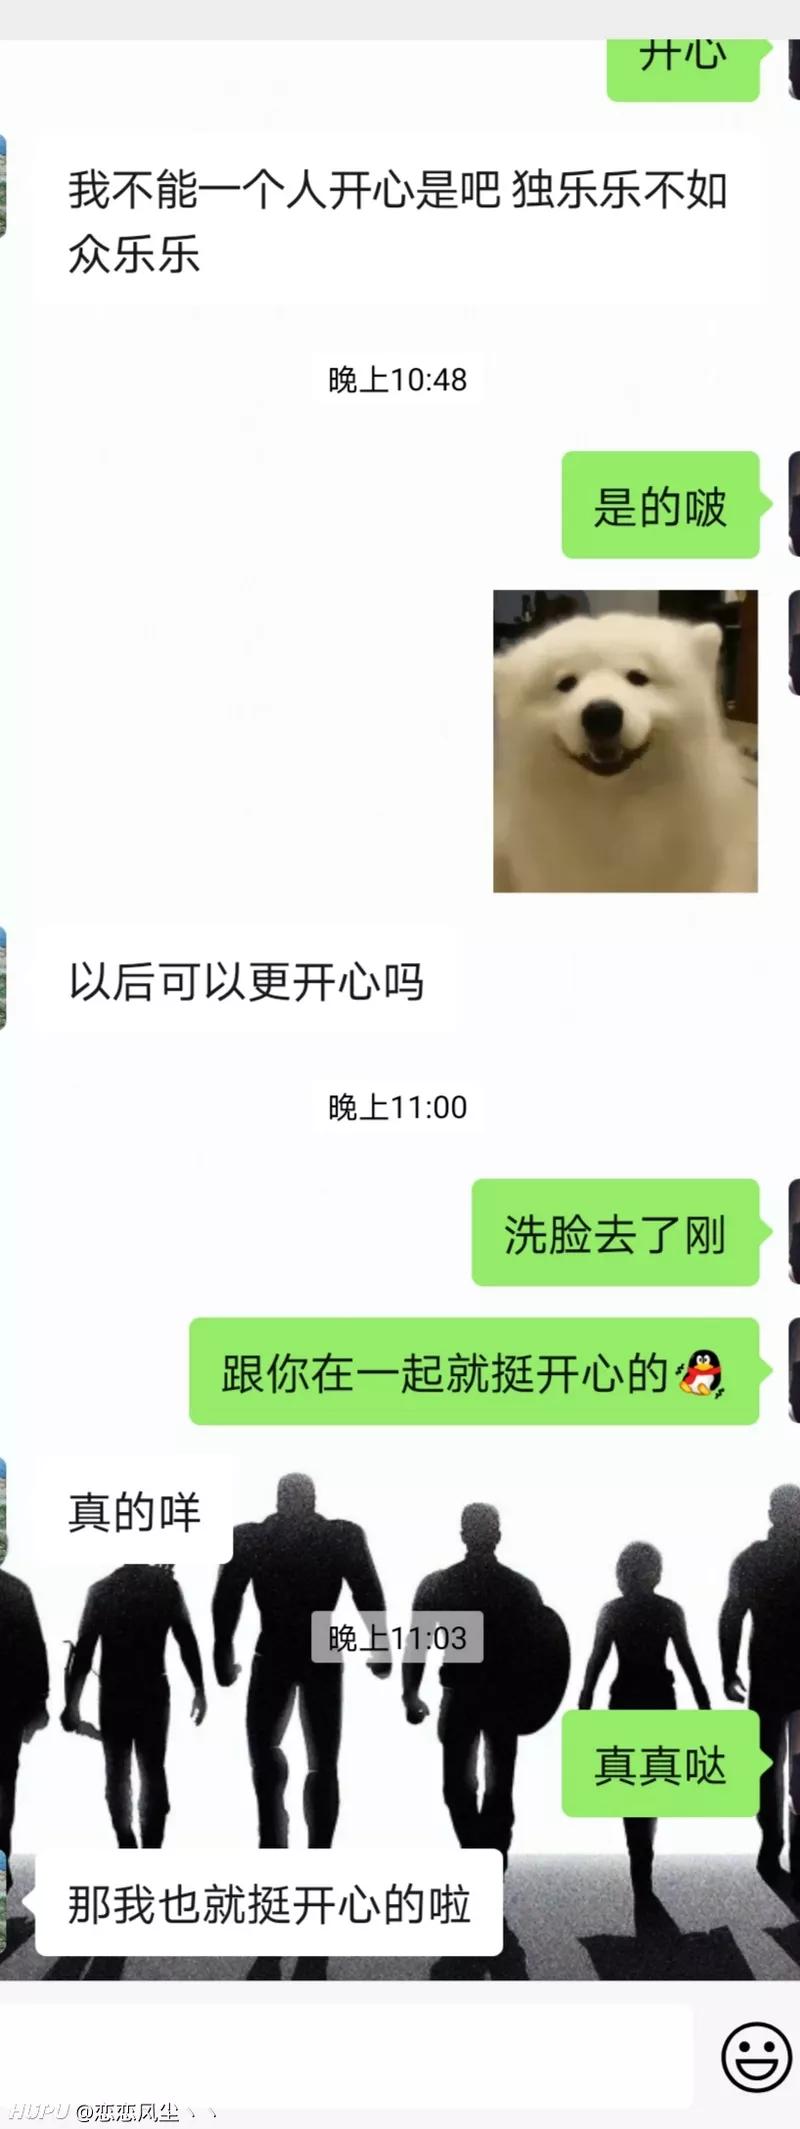 开心
我不能一个人开心是吧 独乐乐不如
众乐乐
晚上10:48
是的啵
以后可以更开心吗
晚上11:00
洗脸去了刚
跟你在一起就挺开心的
真的咩
晚上11:03
真真哒
那我也就挺开心的啦
HUPU @恋恋风尘丶丶